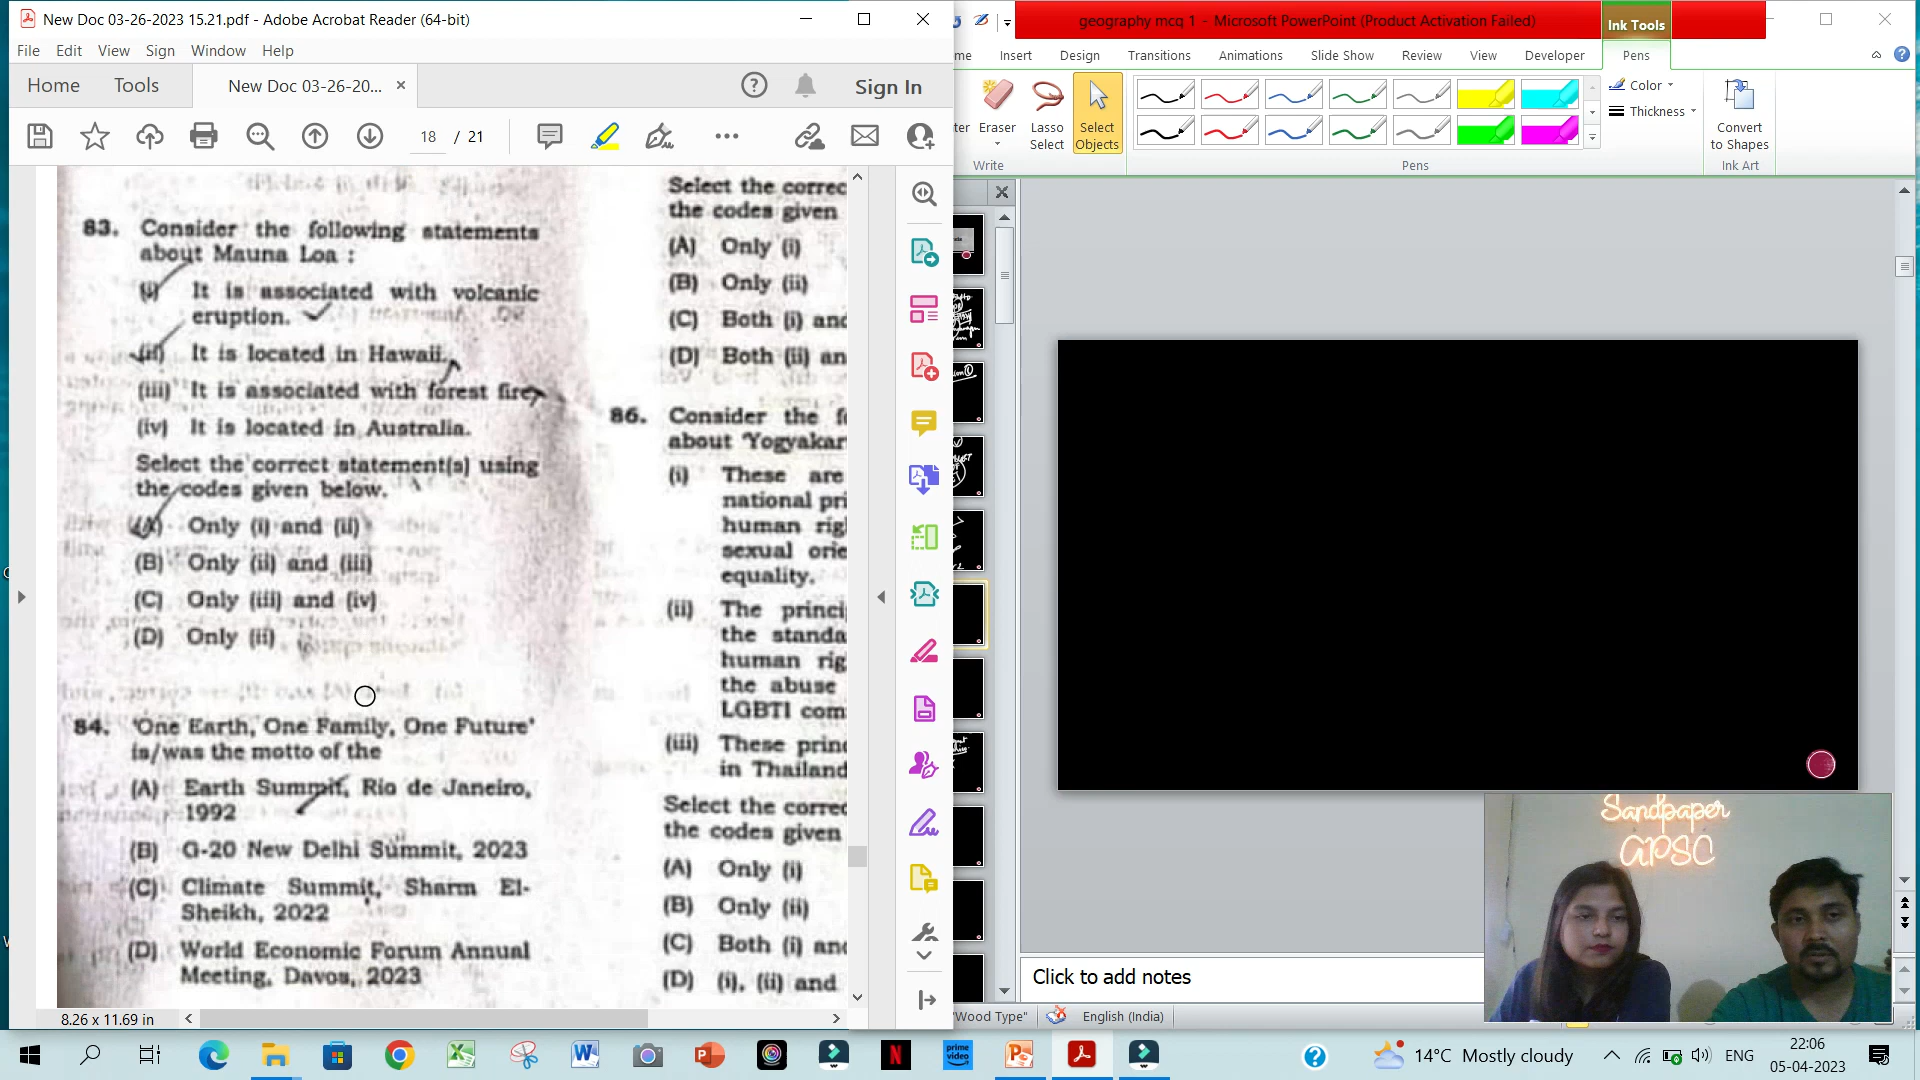 New Doc 03-26-2023 15.21.pdf - Adobe Acrobat Reader (64-bit)
File Edit View Sign Window Help
Home Tools New Doc 03-26-20... × Sign In
18 / 21
83. Consider the following statements
about Mauna Loa :
(i) It is associated with volcanic
eruption.
(ii) It is located in Hawaii.
(iii) It is associated with forest fire.
(iv) It is located in Australia.
Select the correct statement(s) using
the codes given below.
(A) Only (i) and (ii)
(B) Only (ii) and (iii)
(C) Only (iii) and (iv)
(D) Only (ii)
84. 'One Earth, One Family, One Future'
is/was the motto of the
(A) Earth Summit, Rio de Janeiro,
1992
(B) G-20 New Delhi Summit, 2023
(C) Climate Summit, Sharm El-
Sheikh, 2022
(D) World Economic Forum Annual
Meeting, Davos, 2023
Select the correc
the codes given
(A) Only (i)
(B) Only (ii)
(C) Both (i) and
(D) Both (ii) an
86. Consider the f
about 'Yogyakar
(i) These are
national pri
human rig
sexual orie
equality.
(ii) The princi
the standa
human rig
the abuse
LGBTI com
(iii) These prin
in Thailand
Select the correc
the codes given
(A) Only (i)
(B) Only (ii)
(C) Both (i) and
(D) (i), (ii) and
8.26 x 11.69 in
geography mcq 1 - Microsoft PowerPoint (Product Activation Failed)
Ink Tools
me Insert Design Transitions Animations Slide Show Review View Developer Pens
ter Eraser Lasso Select Select Objects
Color
Thickness
Convert to Shapes
Write Pens Ink Art
Click to add notes
"Wood Type" English (India)
Sandpaper
APSC
prime video
14°C Mostly cloudy ENG
22:06
05-04-2023